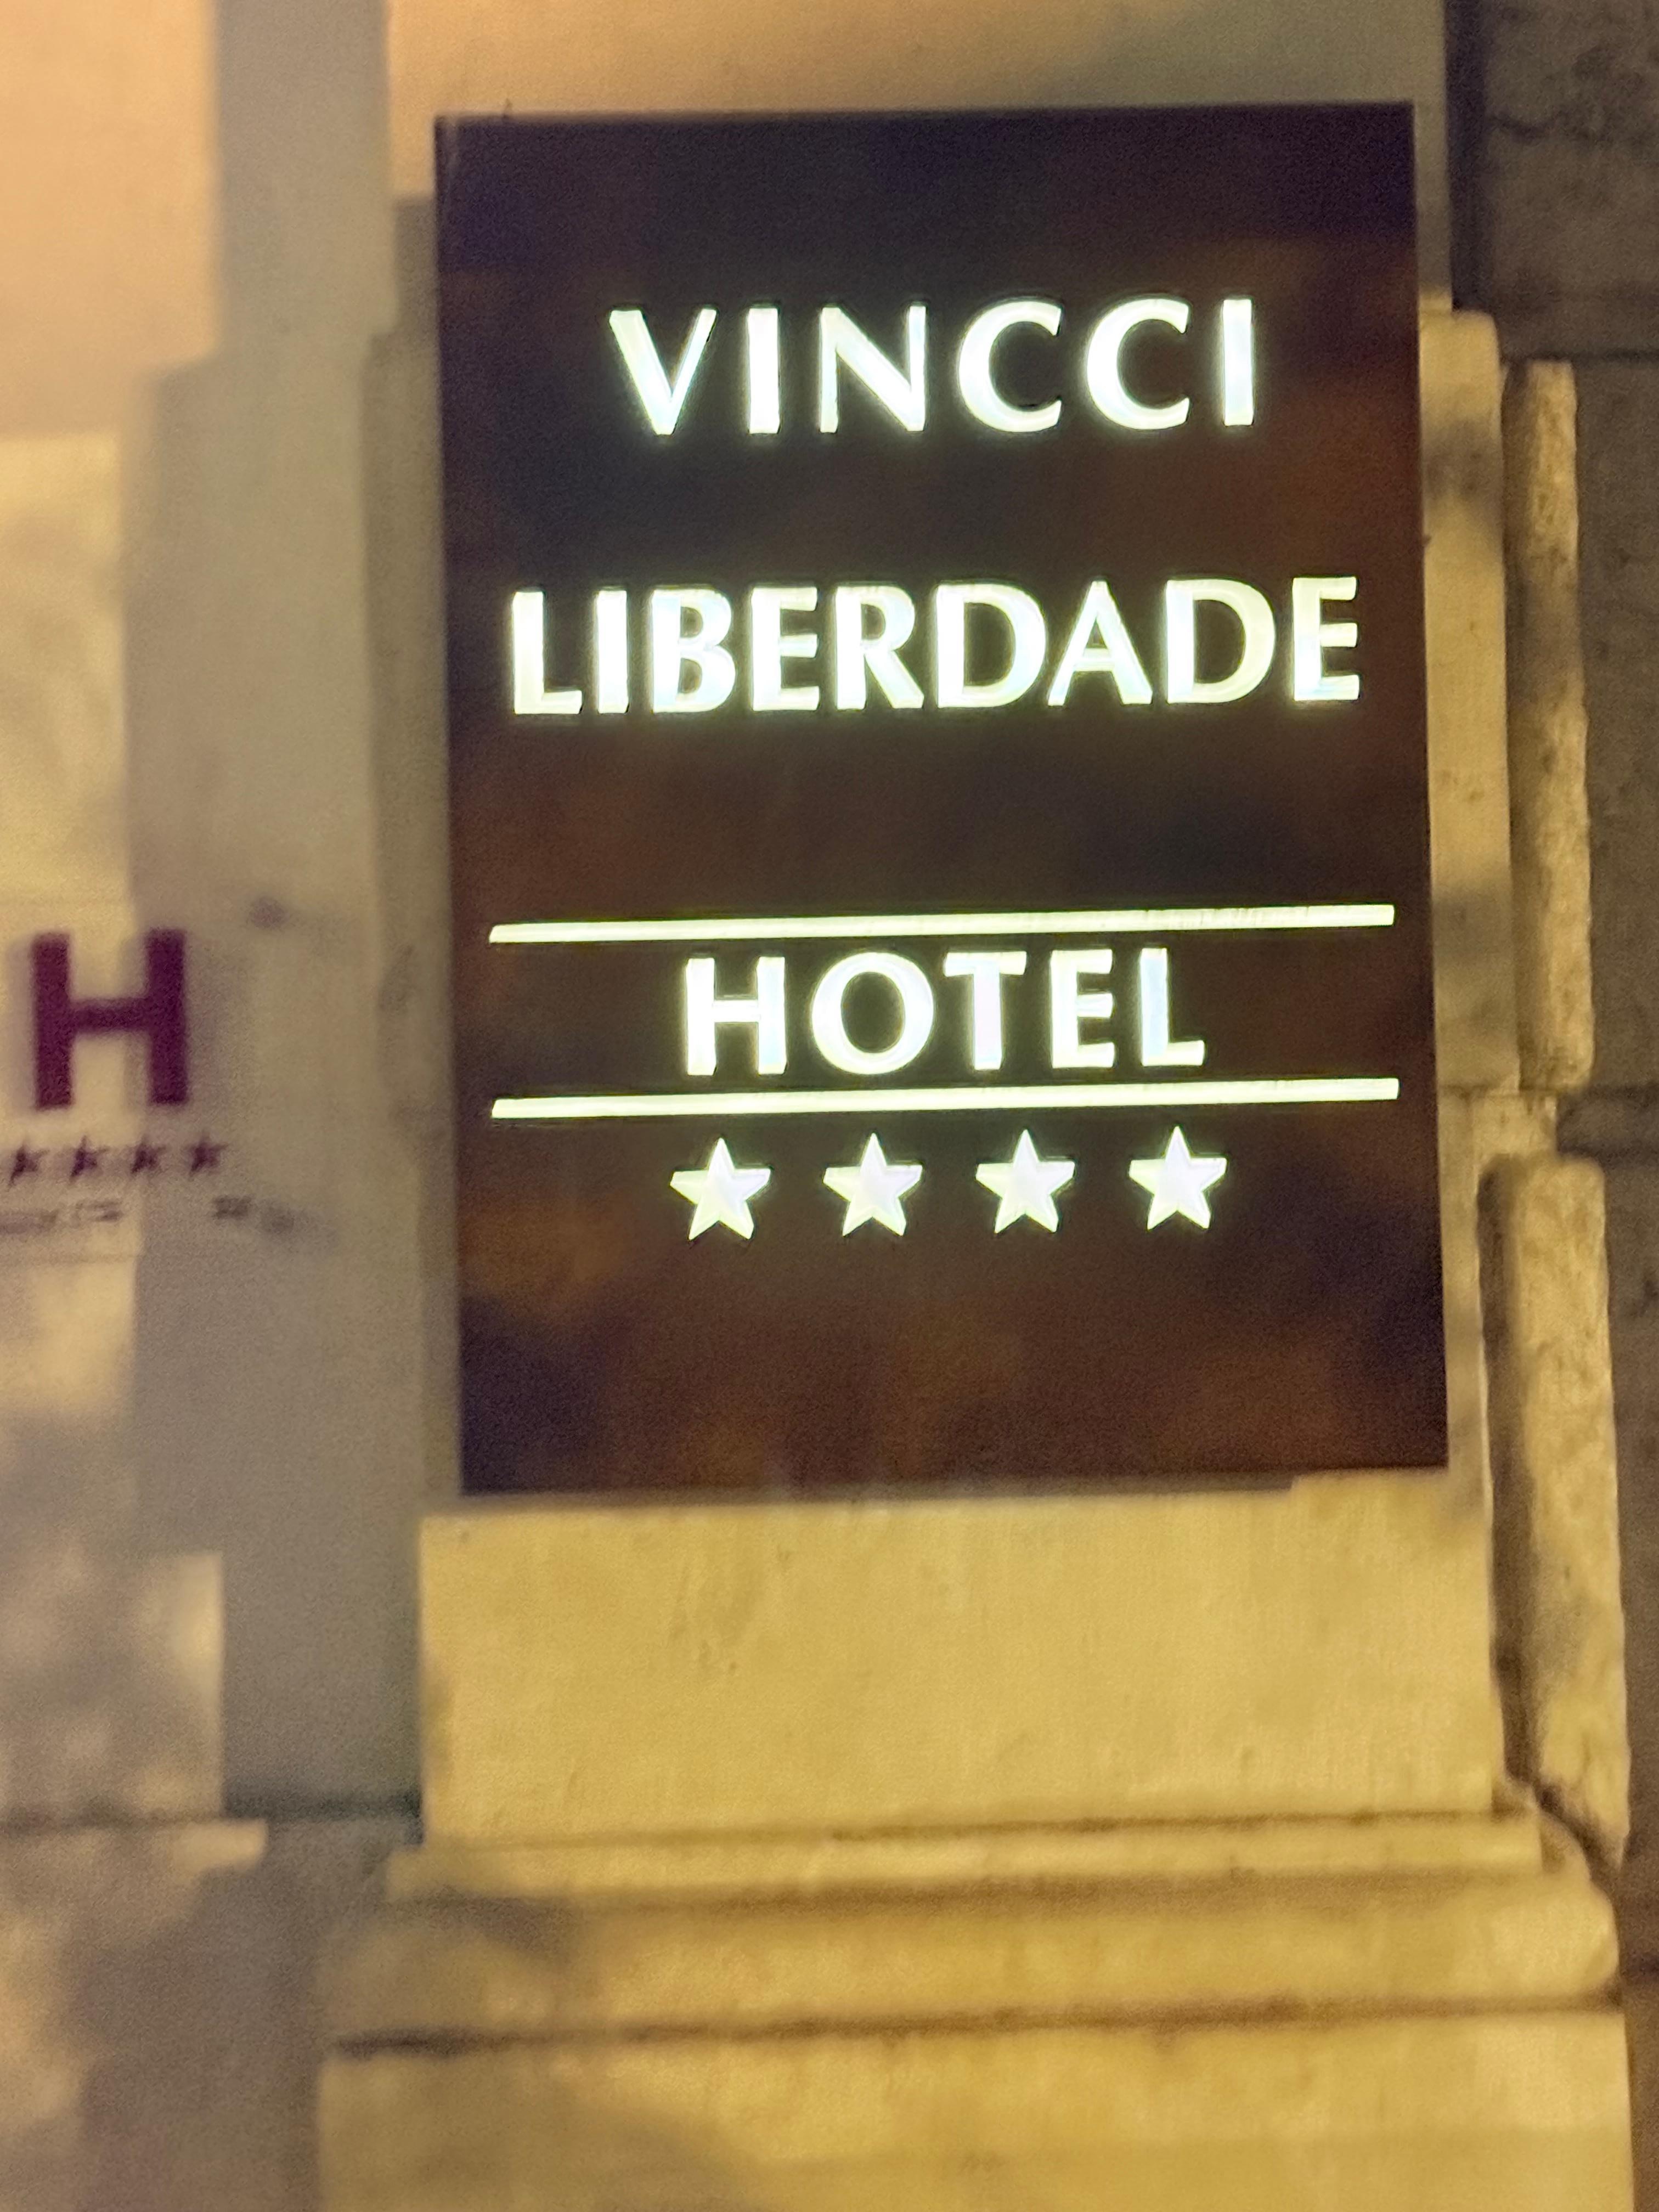 VINCCI
LIBERDADE
HOTEL
★★★★
H
★★★★